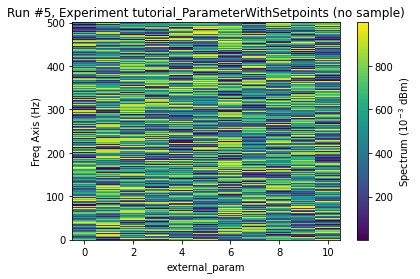 Run #5, Experiment tutorial_ParameterWithSetpoints (no sample)
500
400
300
200
100
0
Freq Axis (Hz)
0 2 4 6 8 10
external_param
800
600
400
200
Spectrum (10⁻³ dBm)